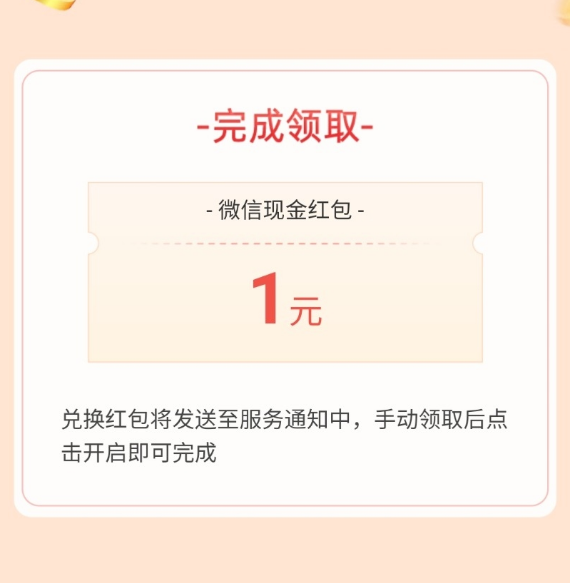 -完成领取-
- 微信现金红包 -
1元
兑换红包将发送至服务通知中，手动领取后点
击开启即可完成